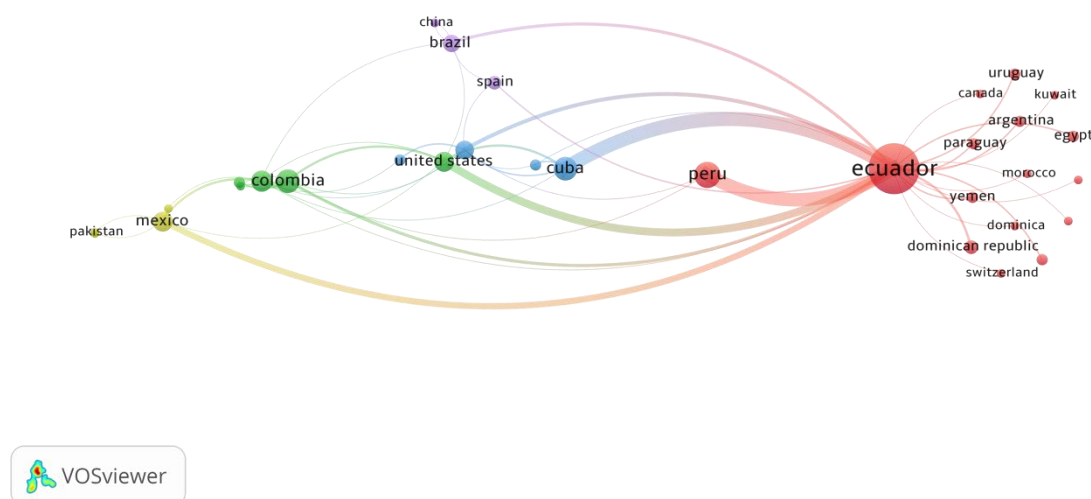 china
brazil
spain
uruguay
canada
kuwait
argentina
egypt
united states
cuba
peru
ecuador
paraguay
morocco
colombia
yemen
mexico
pakistan
dominica
dominican republic
switzerland
VOSviewer